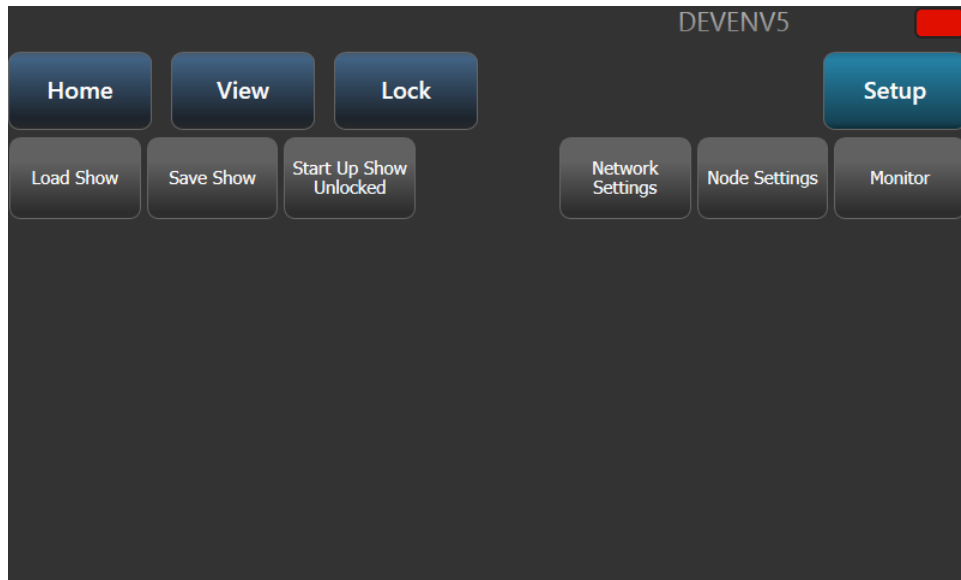 DEVENV5
Home
View
Lock
Setup
Load Show
Save Show
Start Up Show
Unlocked
Network
Settings
Node Settings
Monitor